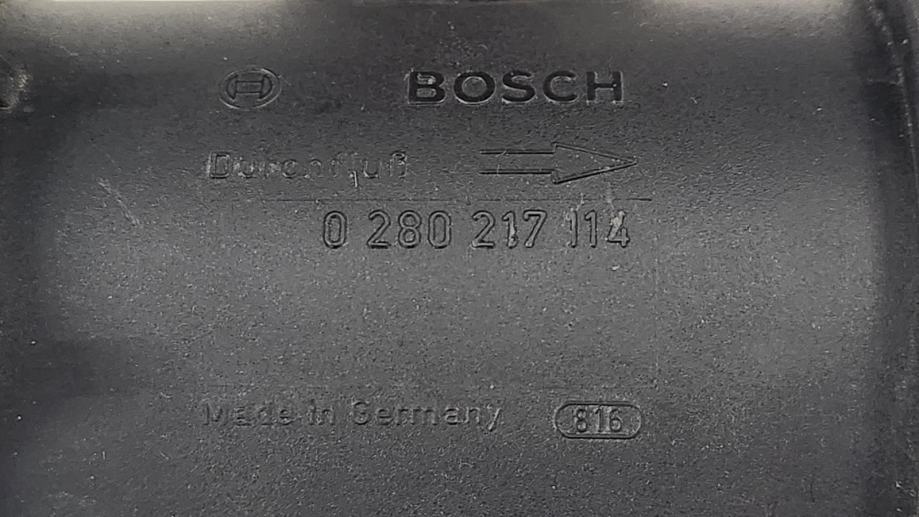 BOSCH
Durchfluß
0 280 217 114
Made in Germany 816